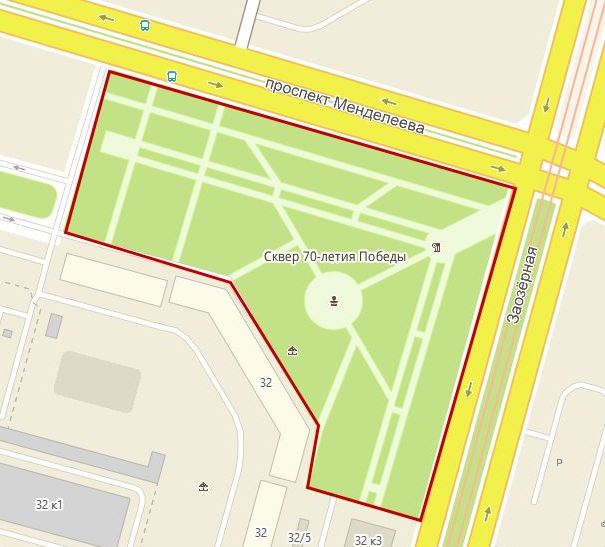 проспект Менделеева
Сквер 70-летия Победы
Заозёрная
32
P
32 к1
32
32/5
32 к3